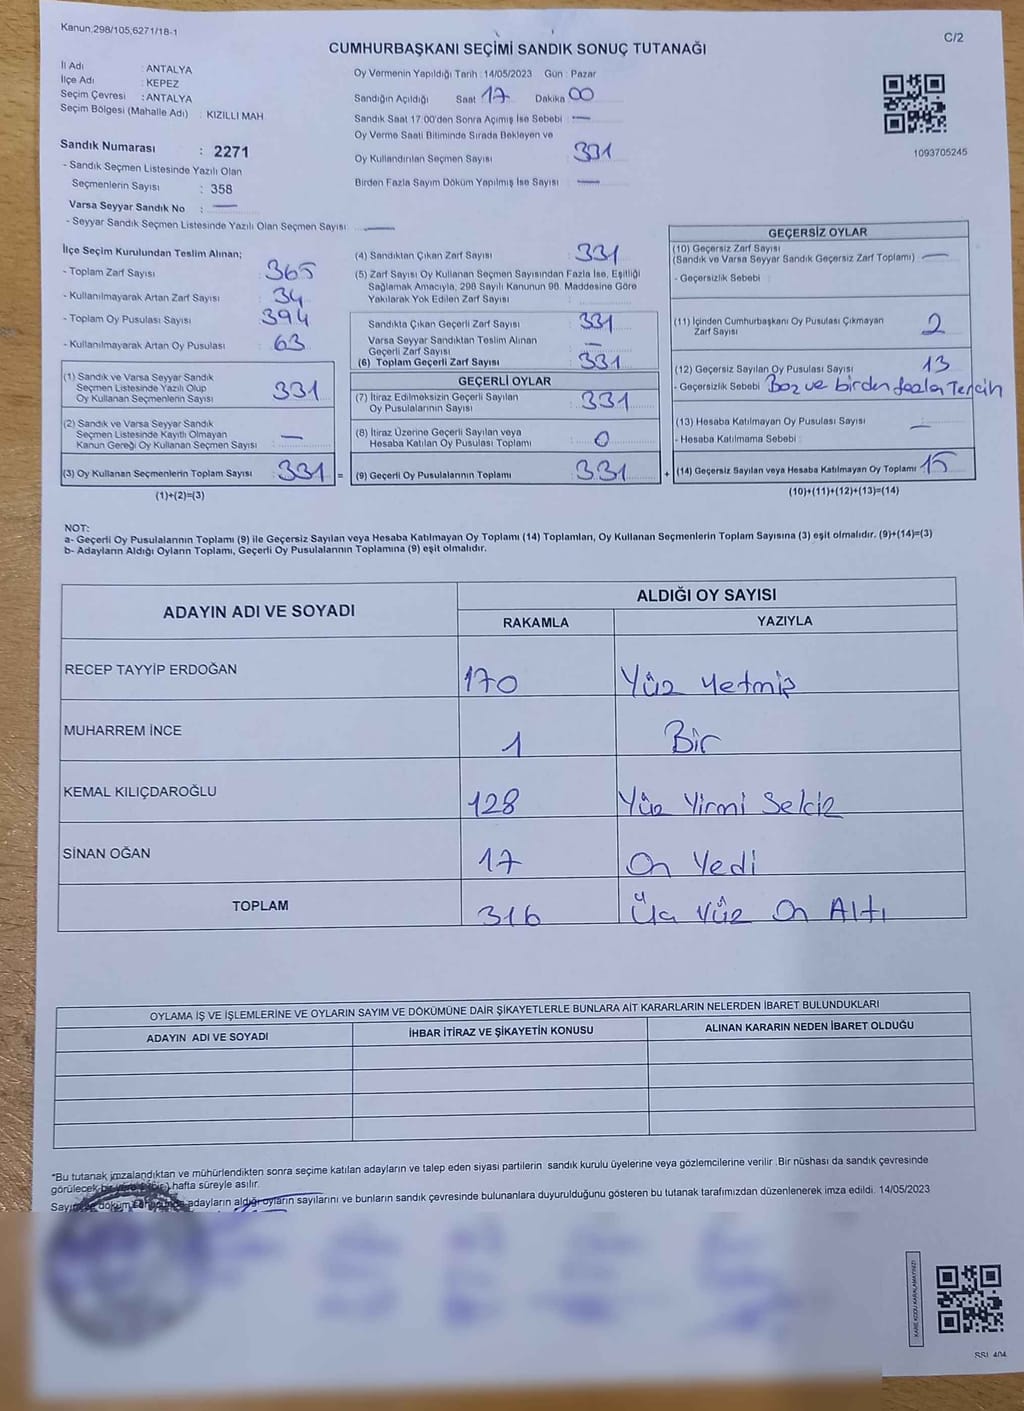 Kanun;298/105;6271/18-1
C/2
CUMHURBAŞKANI SEÇİMİ SANDIK SONUÇ TUTANAĞI
İl Adı : ANTALYA
İlçe Adı : KEPEZ
Seçim Çevresi : ANTALYA
Seçim Bölgesi (Mahalle Adı) : KIZILLI MAH
Sandık Numarası : 2271
- Sandık Seçmen Listesinde Yazılı Olan
Seçmenlerin Sayısı : 358
Varsa Seyyar Sandık No : —
- Seyyar Sandık Seçmen Listesinde Yazılı Olan Seçmen Sayısı : —
Oy Vermenin Yapıldığı Tarih : 14/05/2023 Gün : Pazar
Sandığın Açıldığı Saat 17 Dakika 00
Sandık Saat 17:00'den Sonra Açımış İse Sebebi : —
Oy Verme Saati Bitiminde Sırada Bekleyen ve
Oy Kullandırılan Seçmen Sayısı : 331
Birden Fazla Sayım Döküm Yapılmış İse Sayısı : —
1093705245
İlçe Seçim Kurulundan Teslim Alınan;
- Toplam Zarf Sayısı : 365
- Kullanılmayarak Artan Zarf Sayısı : 34
- Toplam Oy Pusulası Sayısı : 394
- Kullanılmayarak Artan Oy Pusulası : 63
(1) Sandık ve Varsa Seyyar Sandık
Seçmen Listesinde Yazılı Olup
Oy Kullanan Seçmenlerin Sayısı : 331
(2) Sandık ve Varsa Seyyar Sandık
Seçmen Listesinde Kayıtlı Olmayan
Kanun Gereği Oy Kullanan Seçmen Sayısı : —
(3) Oy Kullanan Seçmenlerin Toplam Sayısı : 331 =
(1)+(2)=(3)
(4) Sandıktan Çıkan Zarf Sayısı : 331
(5) Zarf Sayısı Oy Kullanan Seçmen Sayısından Fazla İse, Eşitliği
Sağlamak Amacıyla, 298 Sayılı Kanunun 98. Maddesine Göre
Yakılarak Yok Edilen Zarf Sayısı :
Sandıkta Çıkan Geçerli Zarf Sayısı : 331
Varsa Seyyar Sandıktan Teslim Alınan
Geçerli Zarf Sayısı : —
(6) Toplam Geçerli Zarf Sayısı : 331
GEÇERLİ OYLAR
(7) İtiraz Edilmeksizin Geçerli Sayılan
Oy Pusulalarının Sayısı : 331
(8) İtiraz Üzerine Geçerli Sayılan veya
Hesaba Katılan Oy Pusulası Toplamı : 0
(9) Geçerli Oy Pusulalarının Toplamı : 331 +
GEÇERSİZ OYLAR
(10) Geçersiz Zarf Sayısı
(Sandık ve Varsa Seyyar Sandık Geçersiz Zarf Toplamı) : —
- Geçersizlik Sebebi :
(11) İçinden Cumhurbaşkanı Oy Pusulası Çıkmayan
Zarf Sayısı : 2
(12) Geçersiz Sayılan Oy Pusulası Sayısı : 13
- Geçersizlik Sebebi : Boz ve birden fazla Tercih
(13) Hesaba Katılmayan Oy Pusulası Sayısı : —
- Hesaba Katılmama Sebebi :
(14) Geçersiz Sayılan veya Hesaba Katılmayan Oy Toplamı : 15
(10)+(11)+(12)+(13)=(14)
NOT:
a- Geçerli Oy Pusulalarının Toplamı (9) ile Geçersiz Sayılan veya Hesaba Katılmayan Oy Toplamı (14) Toplamları, Oy Kullanan Seçmenlerin Toplam Sayısına (3) eşit olmalıdır. (9)+(14)=(3)
b- Adayların Aldığı Oyların Toplamı, Geçerli Oy Pusulalarının Toplamına (9) eşit olmalıdır.
ADAYIN ADI VE SOYADI
ALDIĞI OY SAYISI
RAKAMLA YAZIYLA
RECEP TAYYİP ERDOĞAN 170 Yüz Yetmiş
MUHARREM İNCE 1 Bir
KEMAL KILIÇDAROĞLU 128 Yüz Yirmi Sekiz
SİNAN OĞAN 17 On Yedi
TOPLAM 316 Üç Yüz On Altı
OYLAMA İŞ VE İŞLEMLERİNE VE OYLARIN SAYIM VE DÖKÜMÜNE DAİR ŞİKAYETLERLE BUNLARA AİT KARARLARIN NELERDEN İBARET BULUNDUKLARI
ADAYIN ADI VE SOYADI İHBAR İTİRAZ VE ŞİKAYETİN KONUSU ALINAN KARARIN NEDEN İBARET OLDUĞU
*Bu tutanak imzalandıktan ve mühürlendikten sonra seçime katılan adayların ve talep eden siyasi partilerin sandık kurulu üyelerine veya gözlemcilerine verilir. Bir nüshası da sandık çevresinde
görülecek bir yere hafta süreyle asılır.
Sayım ve döküm adayların aldığı oyların sayılarını ve bunların sandık çevresinde bulunanlara duyurulduğunu gösteren bu tutanak tarafımızdan düzenlenerek imza edildi. 14/05/2023
KARE KODU KARALAMAYINIZ!
SSI_404